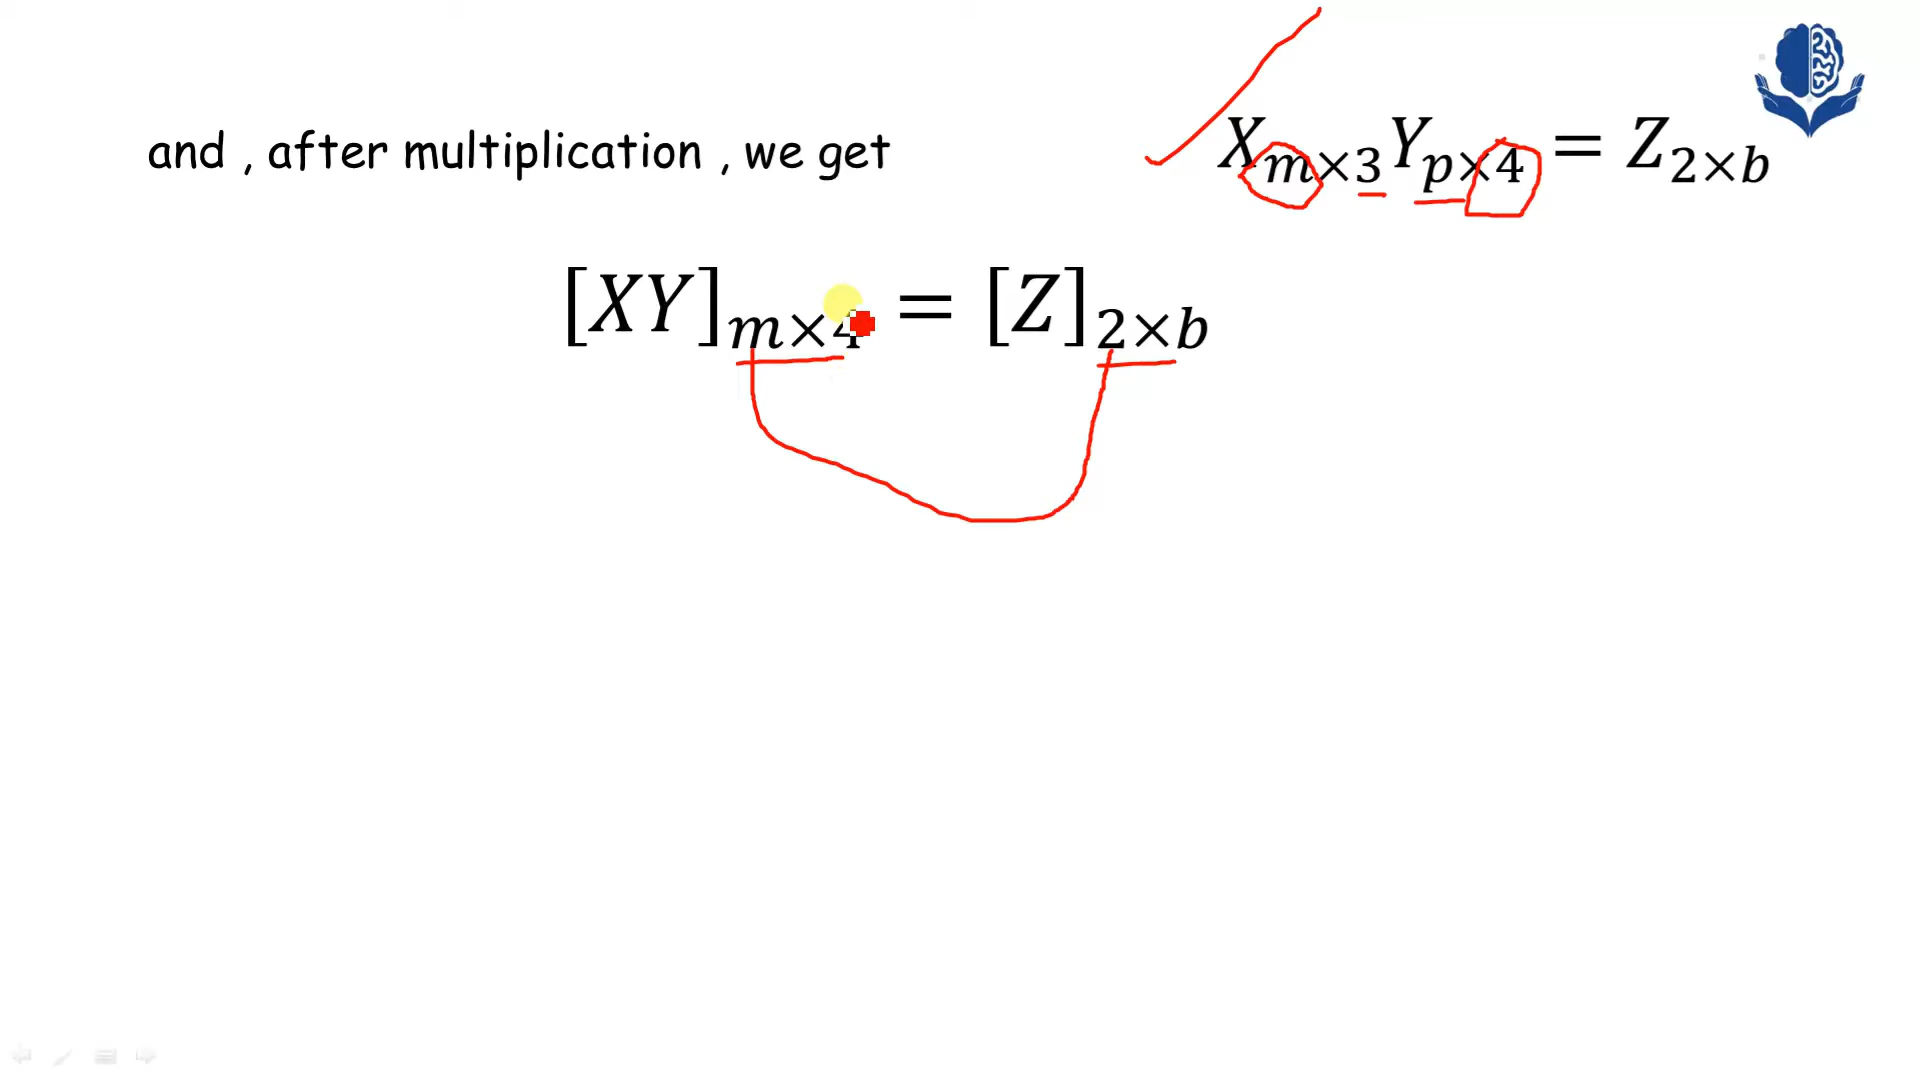 and , after multiplication , we get
X_{m×3}Y_{p×4} = Z_{2×b}
[XY]_{m×4} = [Z]_{2×b}